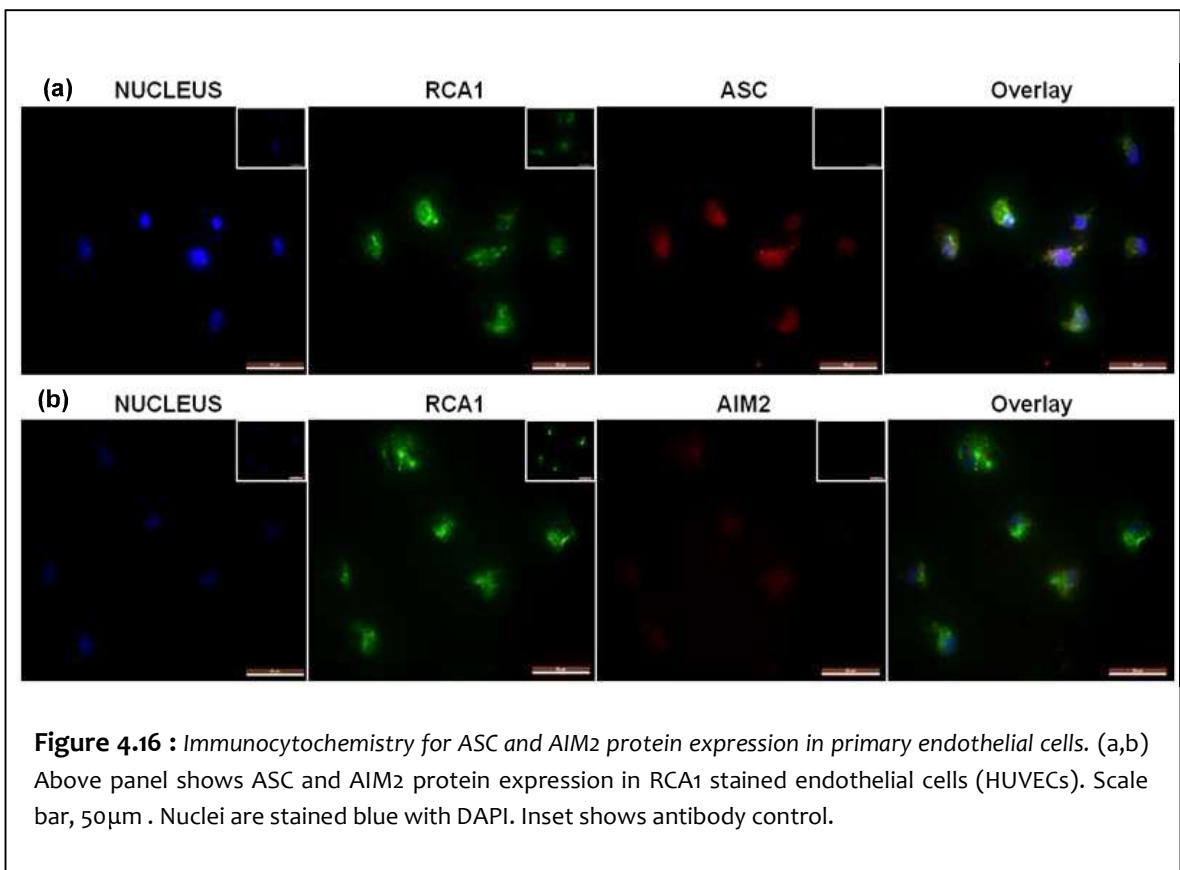 (a) NUCLEUS RCA1 ASC Overlay
(b) NUCLEUS RCA1 AIM2 Overlay
Figure 4.16 : Immunocytochemistry for ASC and AIM2 protein expression in primary endothelial cells. (a,b)
Above panel shows ASC and AIM2 protein expression in RCA1 stained endothelial cells (HUVECs). Scale
bar, 50µm . Nuclei are stained blue with DAPI. Inset shows antibody control.